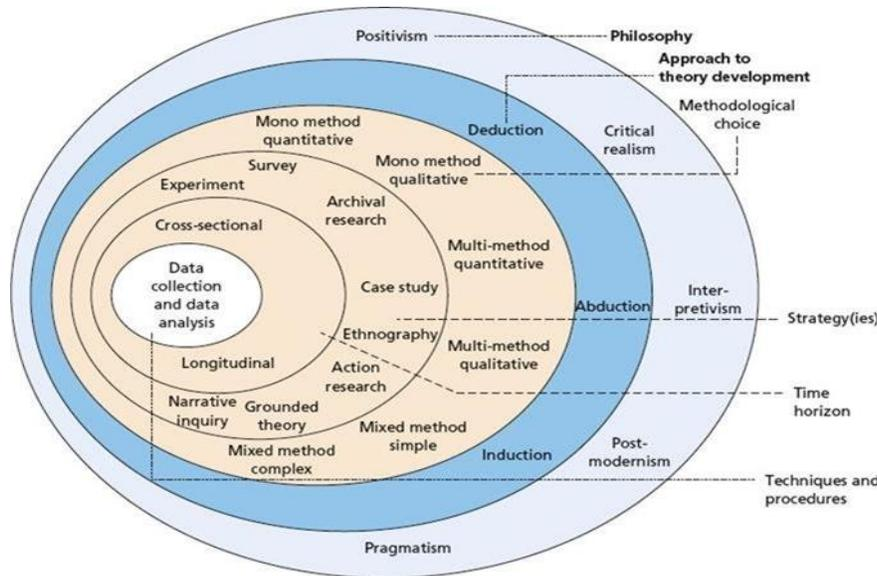 Positivism
Philosophy
Approach to
theory development
Methodological
choice
Mono method
quantitative
Deduction
Critical
realism
Mono method
qualitative
Survey
Experiment
Archival
research
Cross-sectional
Multi-method
quantitative
Data
collection
and data
analysis
Case study
Inter-
pretivism
Abduction
Strategy(ies)
Ethnography
Multi-method
qualitative
Longitudinal
Action
research
Time
horizon
Narrative
inquiry
Grounded
theory
Mixed method
simple
Mixed method
complex
Induction
Post-
modernism
Techniques and
procedures
Pragmatism